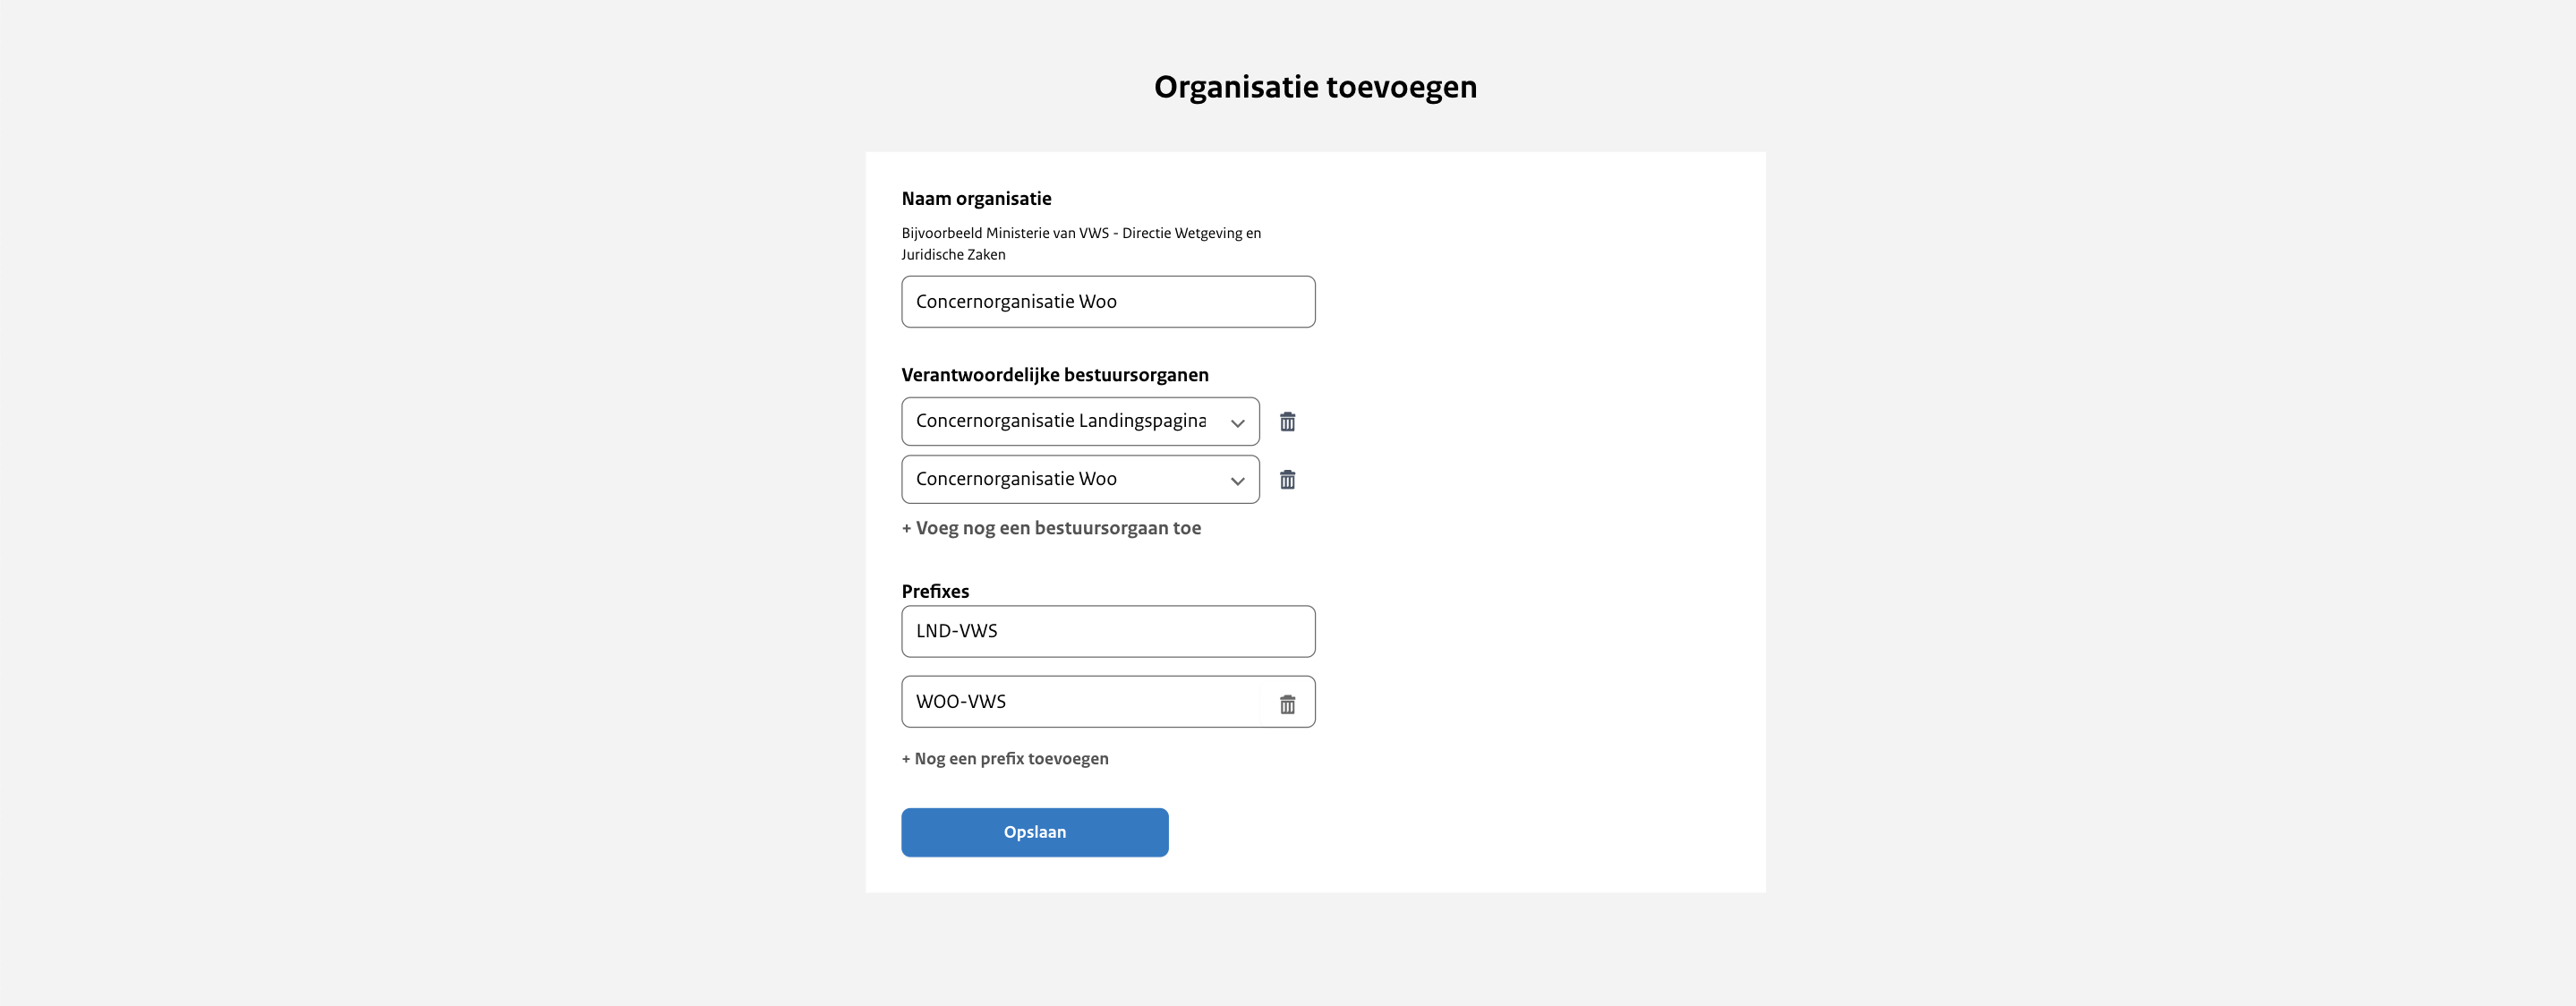 Organisatie toevoegen
Naam organisatie
Bijvoorbeeld Ministerie van VWS - Directie Wetgeving en
Juridische Zaken
Concernorganisatie Woo
Verantwoordelijke bestuursorganen
Concernorganisatie Landingspagina
Concernorganisatie Woo
+ Voeg nog een bestuursorgaan toe
Prefixes
LND-VWS
WOO-VWS
+ Nog een prefix toevoegen
Opslaan